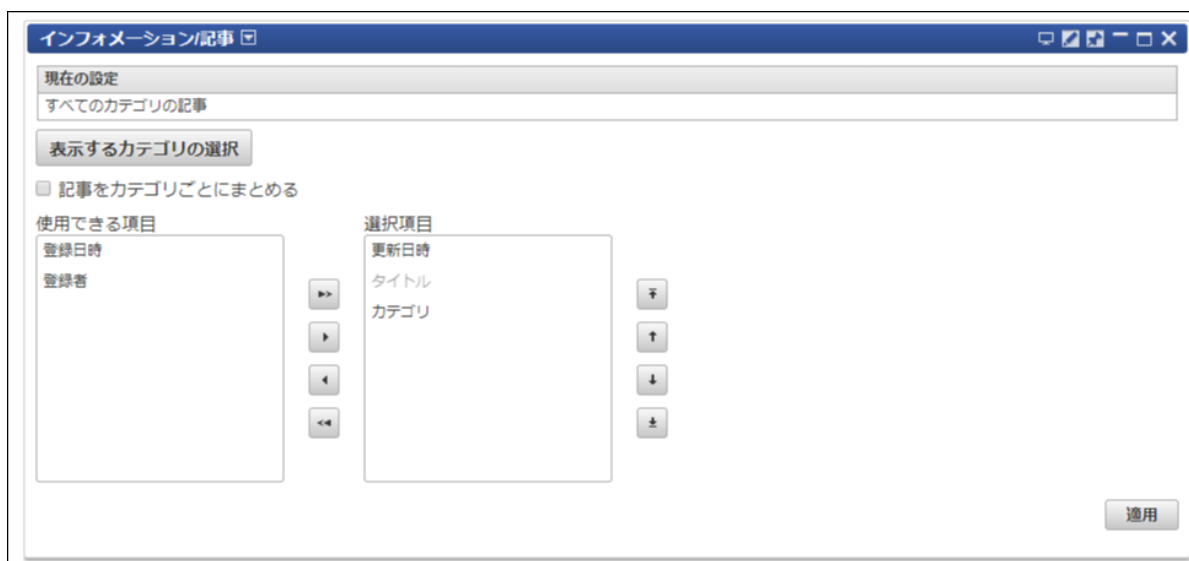 インフォメーション/記事
現在の設定
すべてのカテゴリの記事
表示するカテゴリの選択
記事をカテゴリごとにまとめる
使用できる項目
登録日時
登録者
選択項目
更新日時
タイトル
カテゴリ
適用